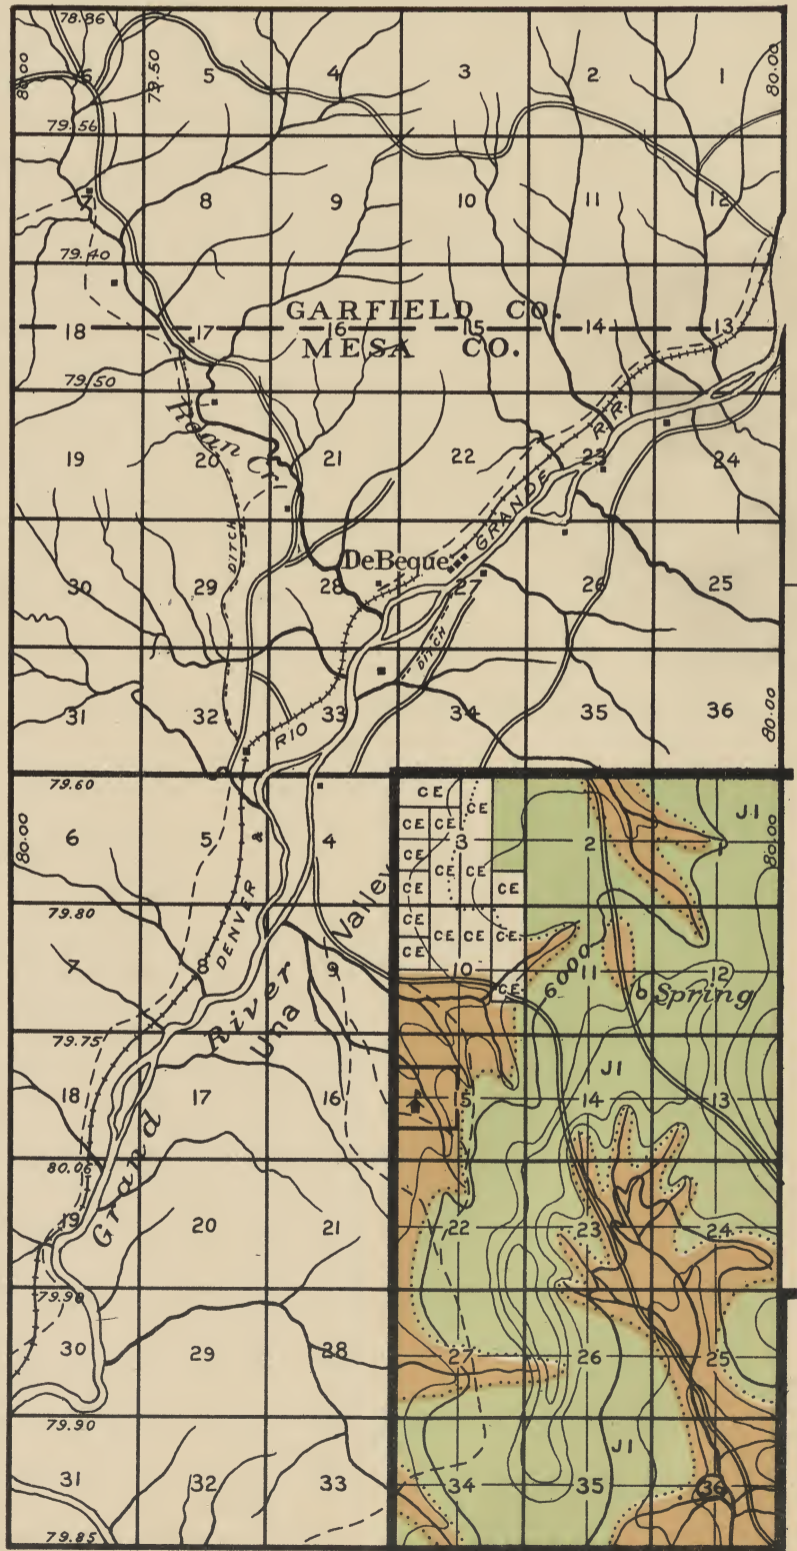 78.86
80.00
79.50
6 5 4 3 2 1
80.00
79.56
7 8 9 10 11 12
79.40
GARFIELD CO.
18 17 16 15 14 13
MESA CO.
79.50
Roan Cr.
R.R.
19 20 21 22 23 24
GRANDE
DITCH
DeBeque
30 29 28 27 26 25
DITCH
31 32 33 34 35 36
80.00
RIO
79.60
CE
CE
J1
CE CE
80.00
6 5 4 3 2 1
80.00
&
CE
CE CE
DENVER
CE CE
79.80
Valley
CE
CE CE CE
CE
7 8 9 10 11 12
6000
CE
Spring
River
Una
79.75
J1
18 17 16 15 14 13
80.06
Grand
19 20 21 22 23 24
79.90
30 29 28 27 26 25
79.90
J1
31 32 33 34 35 36
79.85